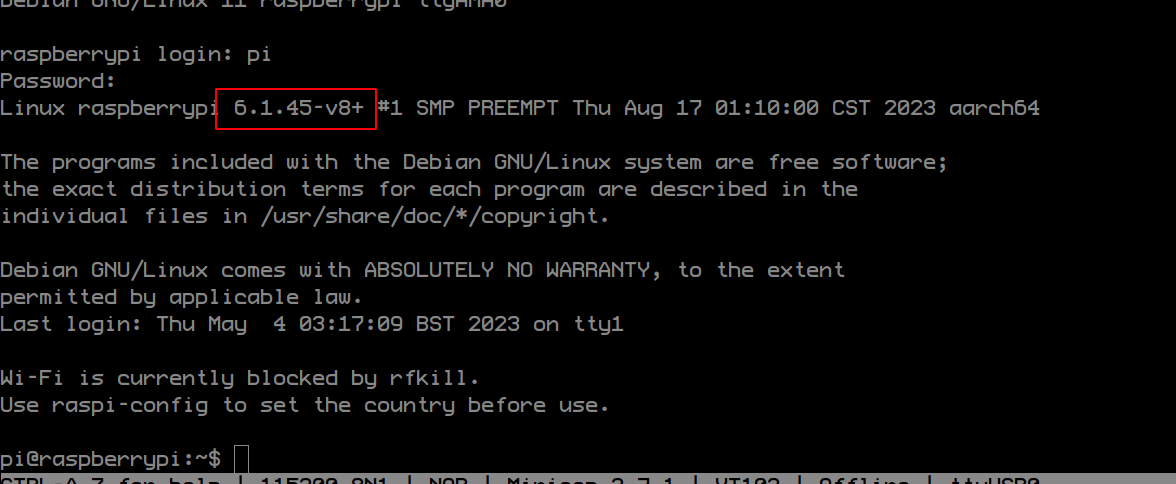 Debian GNU/Linux 11 raspberrypi ttyAMA0
raspberrypi login: pi
Password:
Linux raspberrypi 6.1.45-v8+ #1 SMP PREEMPT Thu Aug 17 01:10:00 CST 2023 aarch64
The programs included with the Debian GNU/Linux system are free software;
the exact distribution terms for each program are described in the
individual files in /usr/share/doc/*/copyright.
Debian GNU/Linux comes with ABSOLUTELY NO WARRANTY, to the extent
permitted by applicable law.
Last login: Thu May  4 03:17:09 BST 2023 on tty1
Wi-Fi is currently blocked by rfkill.
Use raspi-config to set the country before use.
pi@raspberrypi:~$
CTRL-A Z for help | 115200 8N1 | NOR | Minicom 2.7.1 | VT102 | Offline | ttyUSB0